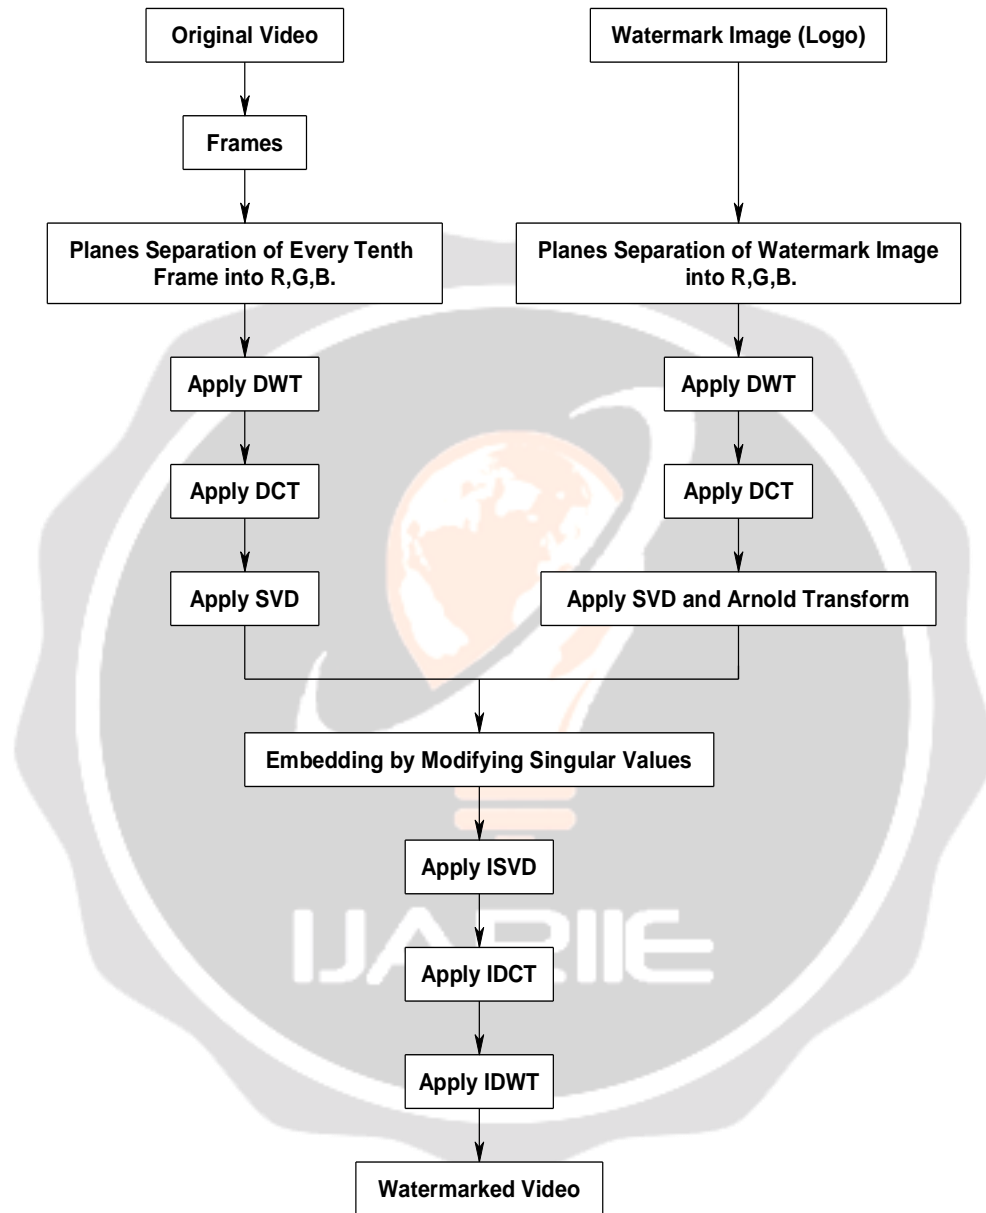 Original Video
Watermark Image (Logo)
Frames
Planes Separation of Every Tenth
Frame into R,G,B.
Planes Separation of Watermark Image
into R,G,B.
Apply DWT
Apply DWT
Apply DCT
Apply DCT
Apply SVD
Apply SVD and Arnold Transform
Embedding by Modifying Singular Values
Apply ISVD
IJARIIE
Apply IDCT
Apply IDWT
Watermarked Video